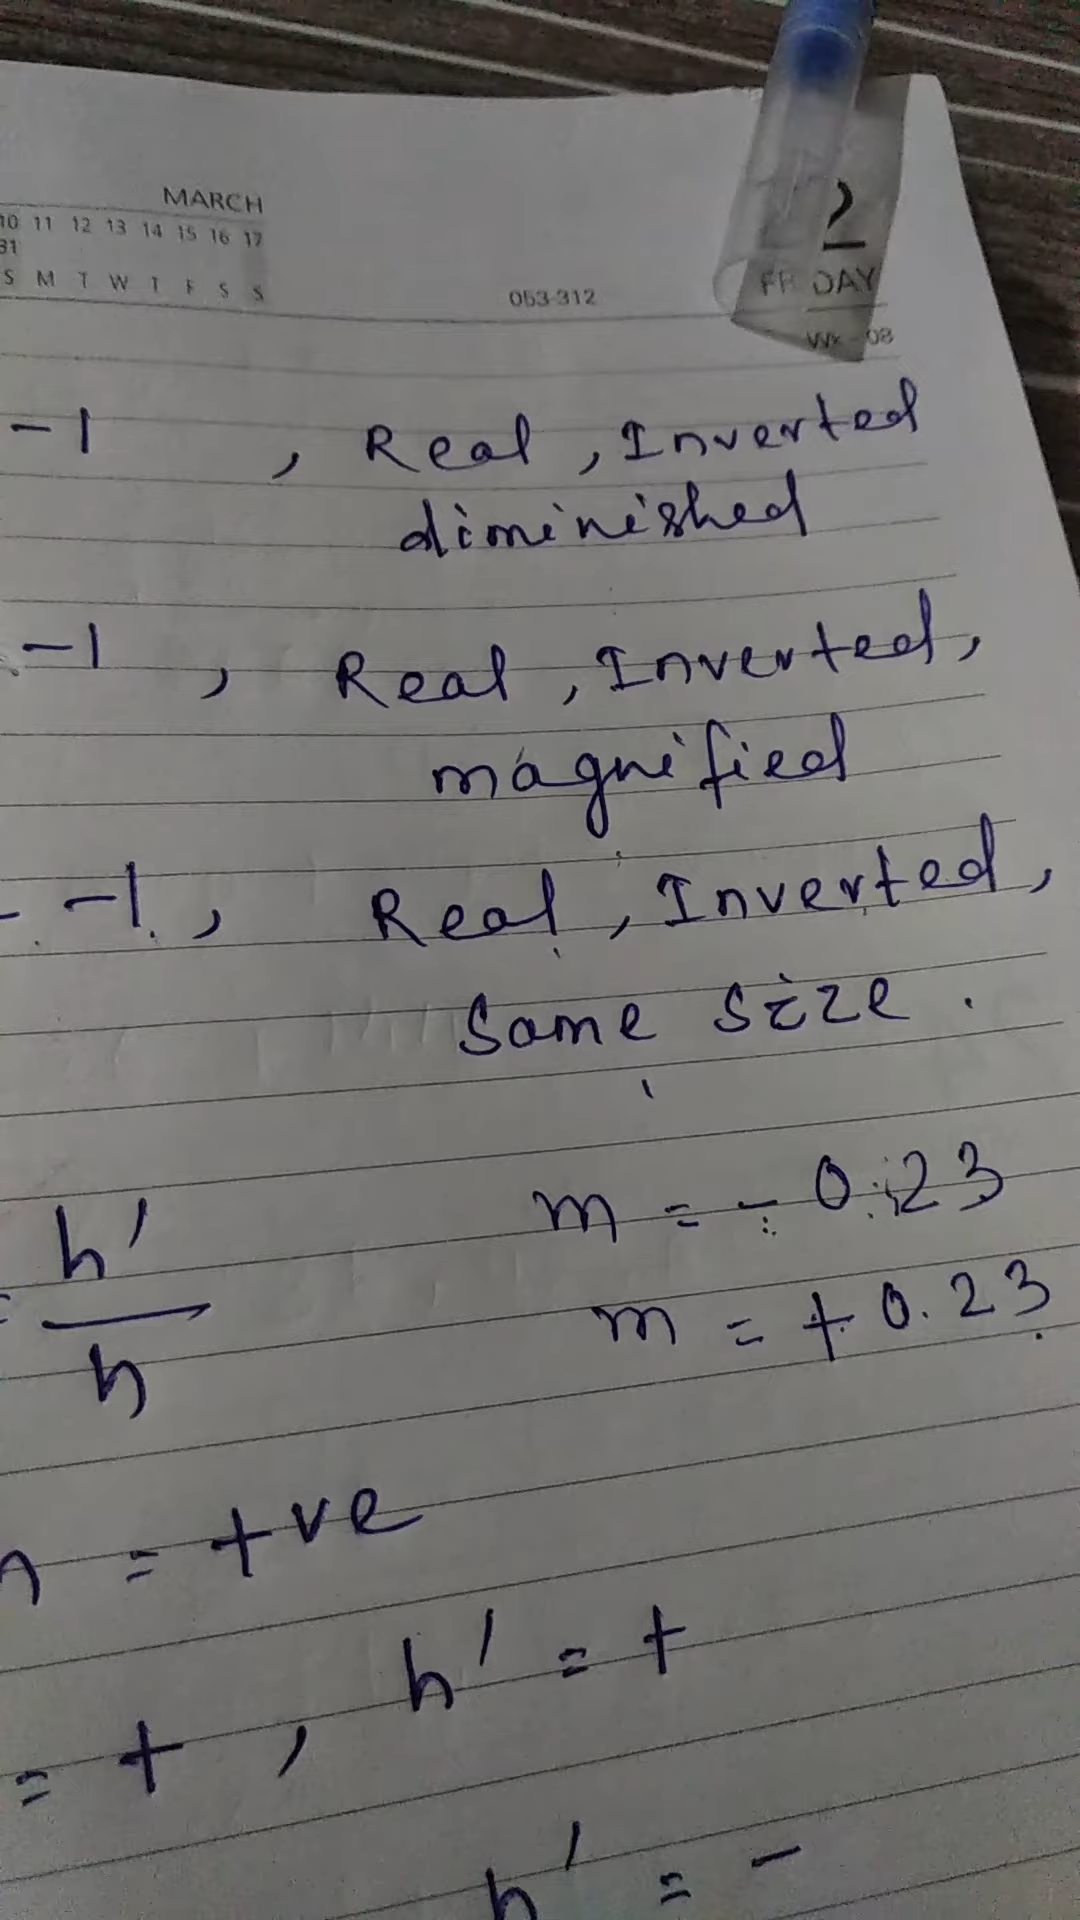 MARCH
10 11 12 13 14 15 16 17
31
S M T W T F S S
053-312
2
FRIDAY
Wk - 08
-1 , Real , Inverted
diminished
-1 , Real , Inverted,
magnified
- -1 , Real , Inverted,
Same size .
= h'
h
m = - 0.23
m = + 0.23
= +ve
= + , h' = +
h' = -